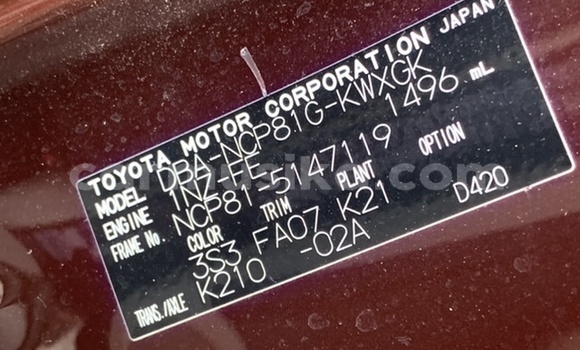 TOYOTA MOTOR CORPORATION JAPAN
MODEL DBA-NCP81G-KWXGK
ENGINE 1NZ-FE 1496 mL
FRAME No. NCP81-5147119
COLOR TRIM PLANT OPTION
3S3 FA07 K21 D420
TRANS./AXLE K210 -02A